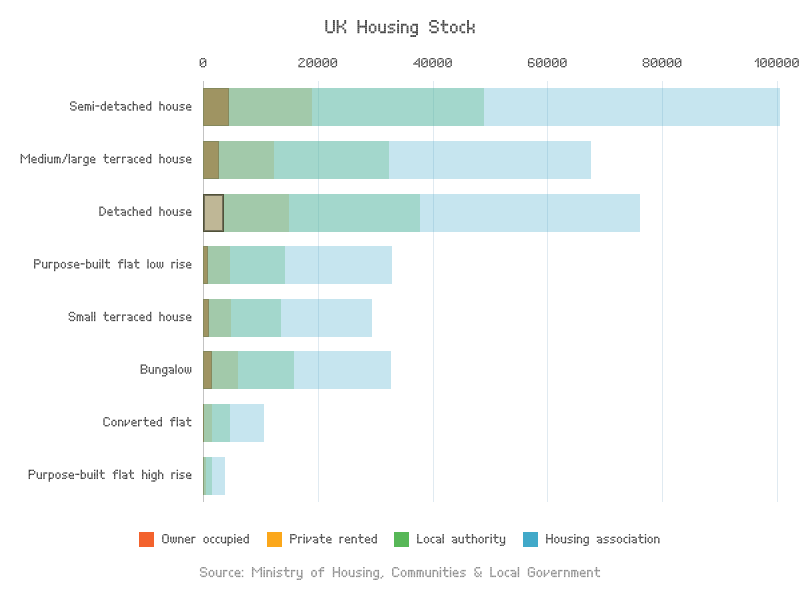 UK Housing Stock
0 20000 40000 60000 80000 100000
Semi-detached house
Medium/large terraced house
Detached house
Purpose-built flat low rise
Small terraced house
Bungalow
Converted flat
Purpose-built flat high rise
Owner occupied Private rented Local authority Housing association
Source: Ministry of Housing, Communities & Local Government